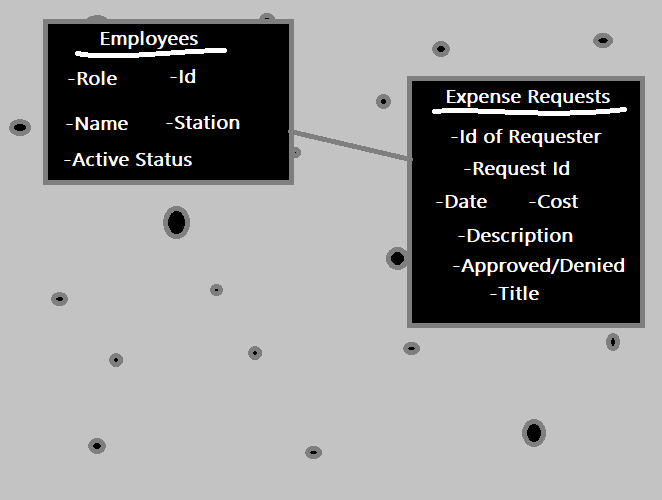 Employees
-Role -Id
-Name -Station
-Active Status
Expense Requests
-Id of Requester
-Request Id
-Date -Cost
-Description
-Approved/Denied
-Title